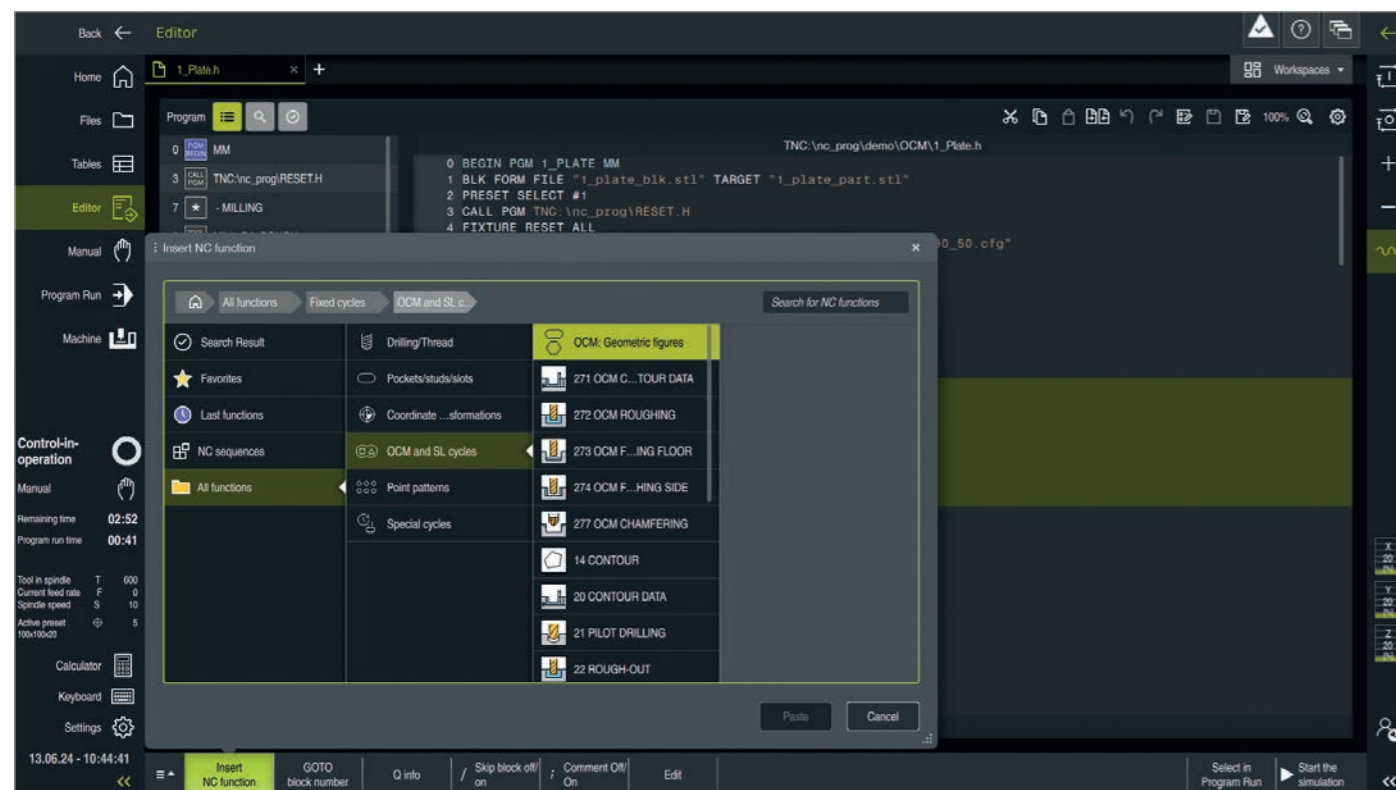 Back
Editor
Home
1_Plate.h
Workspaces
Files
Program
100%
TNC:\nc_prog\demo\OCM\1_Plate.h
0 PGM BEGIN MM
3 CALL PGM TNC:\nc_prog\RESET.H
7 - MILLING
0 BEGIN PGM 1_PLATE MM
1 BLK FORM FILE "1_plate_blk.stl" TARGET "1_plate_part.stl"
2 PRESET SELECT #1
3 CALL PGM TNC:\nc_prog\RESET.H
4 FIXTURE RESET ALL
Tables
Editor
Manual
Program Run
Machine
Insert NC function
_50.cfg"
All functions
Fixed cycles
OCM and SL c...
Search for NC functions
Search Result
Favorites
Last functions
NC sequences
All functions
Drilling/Thread
Pockets/studs/slots
Coordinate ...sformations
OCM and SL cycles
Point patterns
Special cycles
OCM: Geometric figures
271 OCM C...TOUR DATA
272 OCM ROUGHING
273 OCM F...ING FLOOR
274 OCM F...HING SIDE
277 OCM CHAMFERING
14 CONTOUR
20 CONTOUR DATA
21 PILOT DRILLING
22 ROUGH-OUT
Paste
Cancel
Control-in-
operation
Manual
Remaining time 02:52
Program run time 00:41
Tool in spindle T 600
Current feed rate F 0
Spindle speed S 10
Active preset 5
100x100x20
Calculator
Keyboard
Settings
13.06.24 - 10:44:41
X
20
Y
20
Z
20
Insert
NC function
GOTO
block number
Q info
/ Skip block off/
on
; Comment Off/
On
Edit
Select in
Program Run
Start the
simulation